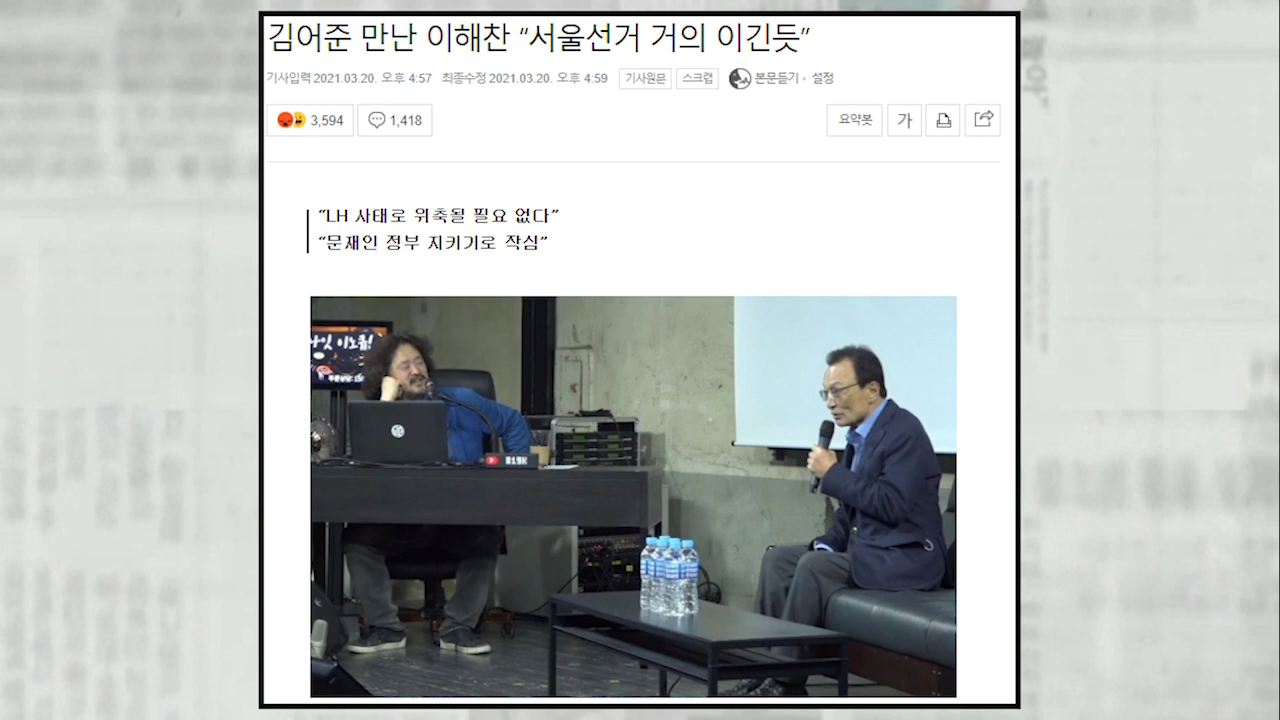 김어준 만난 이해찬 “서울선거 거의 이긴듯”
기사입력 2021.03.20. 오후 4:57 최종수정 2021.03.20. 오후 4:59 기사원문 스크랩 본문듣기 · 설정
3,594 1,418 요약봇 가
“LH 사태로 위축될 필요 없다”
“문재인 정부 지키기로 작심”